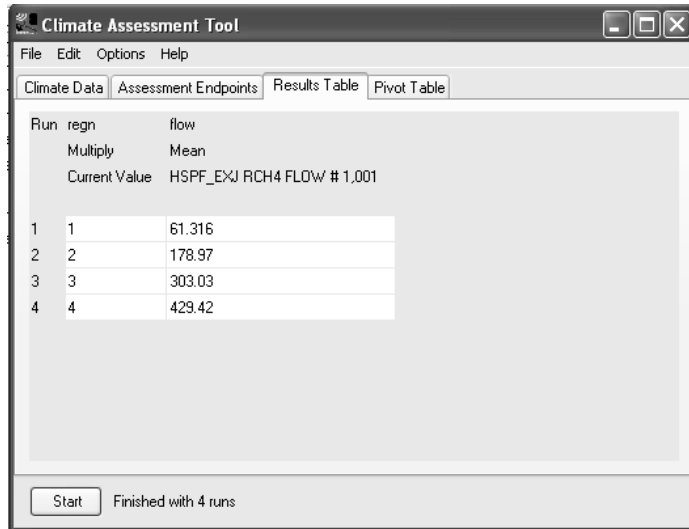 Climate Assessment Tool
File Edit Options Help
Climate Data Assessment Endpoints Results Table Pivot Table
Run regn flow
Multiply Mean
Current Value HSPF_EXJ RCH4 FLOW # 1,001
1 1 61.316
2 2 178.97
3 3 303.03
4 4 429.42
Start Finished with 4 runs